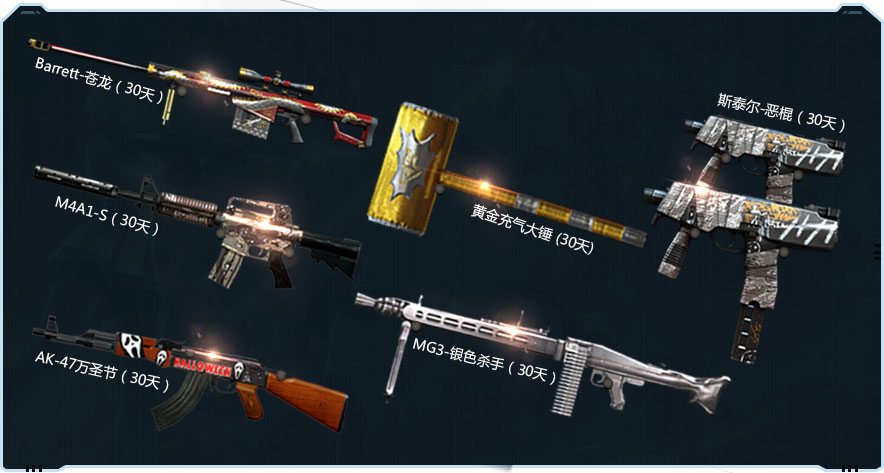 Barrett-苍龙（30天）
斯泰尔-恶棍（30天）
M4A1-S（30天）
黄金充气大锤 (30天)
AK-47万圣节（30天）
HALLOWEEN
MG3-银色杀手（30天）